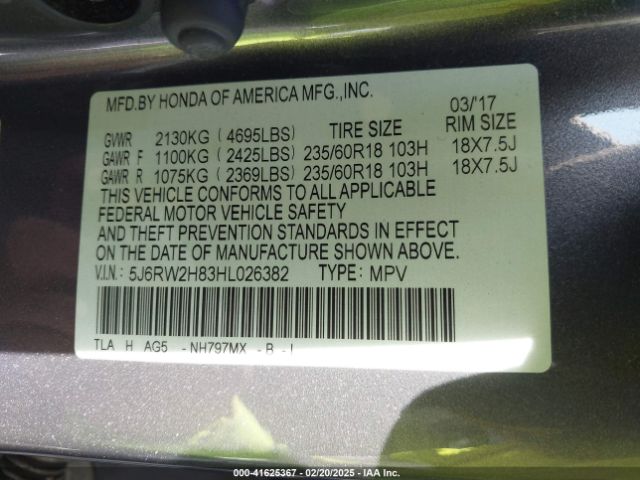 MFD.BY HONDA OF AMERICA MFG.,INC. 03/'17
GVWR 2130KG (4695LBS) TIRE SIZE RIM SIZE
GAWR F 1100KG (2425LBS) 235/60R18 103H 18X7.5J
GAWR R 1075KG (2369LBS) 235/60R18 103H 18X7.5J
THIS VEHICLE CONFORMS TO ALL APPLICABLE
FEDERAL MOTOR VEHICLE SAFETY
AND THEFT PREVENTION STANDARDS IN EFFECT
ON THE DATE OF MANUFACTURE SHOWN ABOVE.
V.I.N.: 5J6RW2H83HL026382 TYPE: MPV
TLA H AG5 -NH797MX -B -I
000-41625367 - 02/20/2025 - IAA Inc.